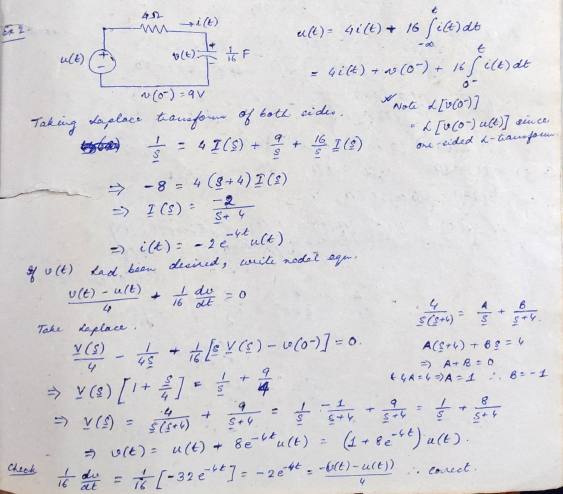 Ex 2
4Ω → i(t)
u(t) + − v(t) + − 1/16 F
v(0⁻) = 9V
u(t) = 4i(t) + 16 ∫_{-∞}^{t} i(t) dt
= 4i(t) + v(0⁻) + 16 ∫_{0⁻}^{t} i(t) dt
Note L[v(0⁻)]
= L[v(0⁻) u(t)] since
one-sided L-transform
Taking Laplace transform of both sides.
1/s = 4 I(s) + 9/s + 16/s I(s)
⇒ -8 = 4 (s+4) I(s)
⇒ I(s) = -2/(s+4)
⇒ i(t) = -2e^{-4t} u(t)
If v(t) had been desired, write nodal eqn.
(v(t) - u(t))/4 + 1/16 dv/dt = 0
Take Laplace.
V(s)/4 - 1/4s + 1/16 [s V(s) - v(0⁻)] = 0.
⇒ V(s) [1 + s/4] = 1/s + 9/4
⇒ V(s) = 4/(s(s+4)) + 9/(s+4) = 1/s - 1/(s+4) + 9/(s+4) = 1/s + 8/(s+4)
⇒ v(t) = u(t) + 8e^{-4t} u(t) = (1 + 8e^{-4t}) u(t).
4/(s(s+4)) = A/s + B/(s+4)
A(s+4) + Bs = 4
⇒ A+B = 0
+ 4A = 4 ⇒ A = 1 ∴ B = -1
Check 1/16 dv/dt = 1/16 [-32e^{-4t}] = -2e^{-4t} = -(v(t) - u(t))/4 ∴ correct.